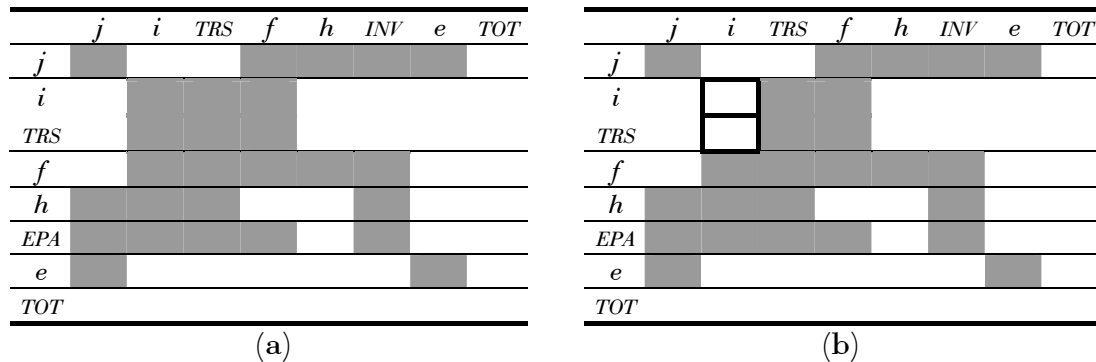 j i TRS f h INV e TOT
j
i
TRS
f
h
EPA
e
TOT
(a)
j i TRS f h INV e TOT
j
i
TRS
f
h
EPA
e
TOT
(b)